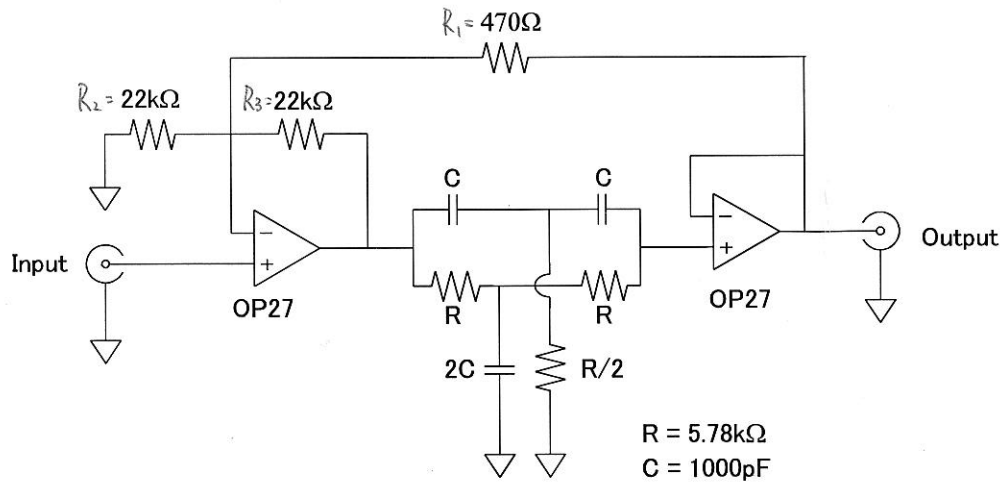 R₁= 470Ω
R₂= 22kΩ
R₃= 22kΩ
C
C
Input
Output
OP27
OP27
R
R
2C
R/2
R = 5.78kΩ
C = 1000pF